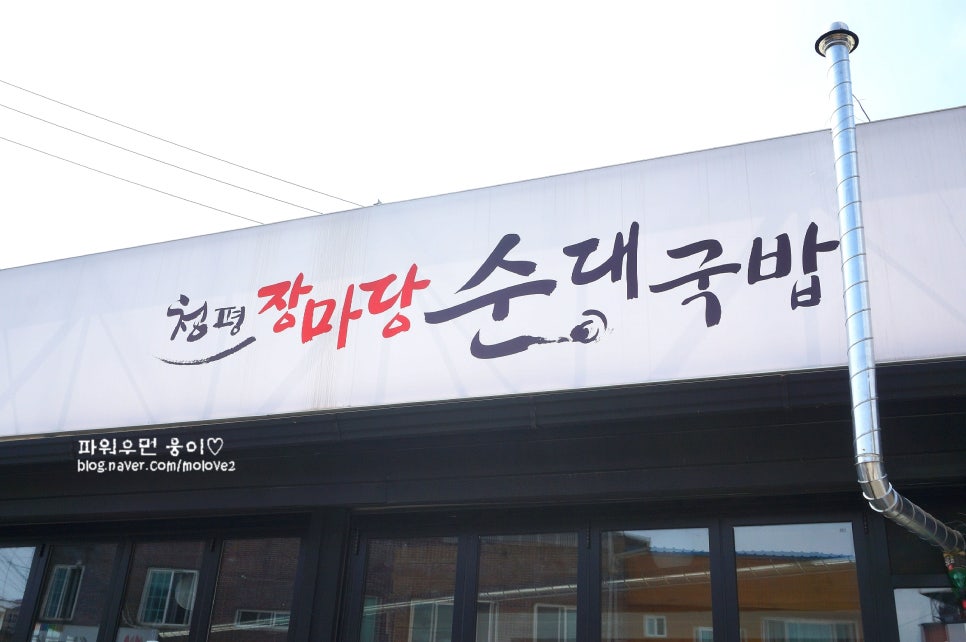 청평 장마당 순대국밥
파워우먼 웅이♡
blog.naver.com/molove2